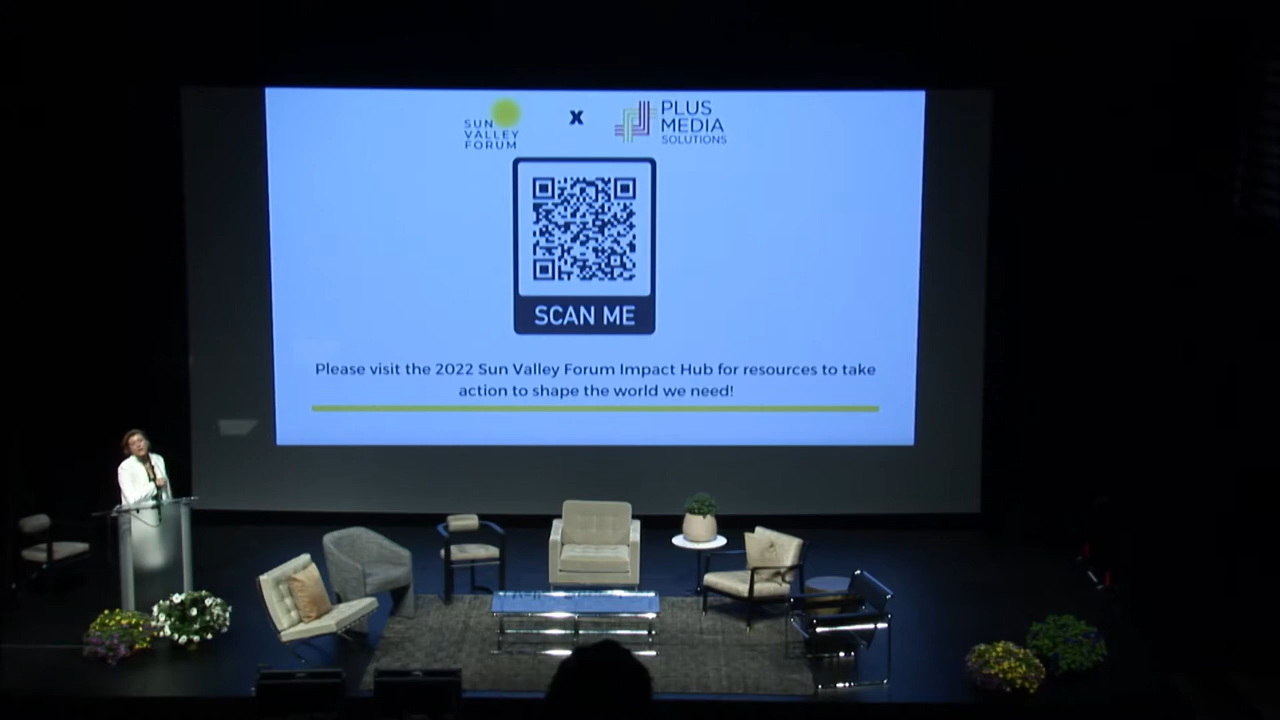 SUN
VALLEY
FORUM
X
PLUS
MEDIA
SOLUTIONS
SCAN ME
Please visit the 2022 Sun Valley Forum Impact Hub for resources to take
action to shape the world we need!